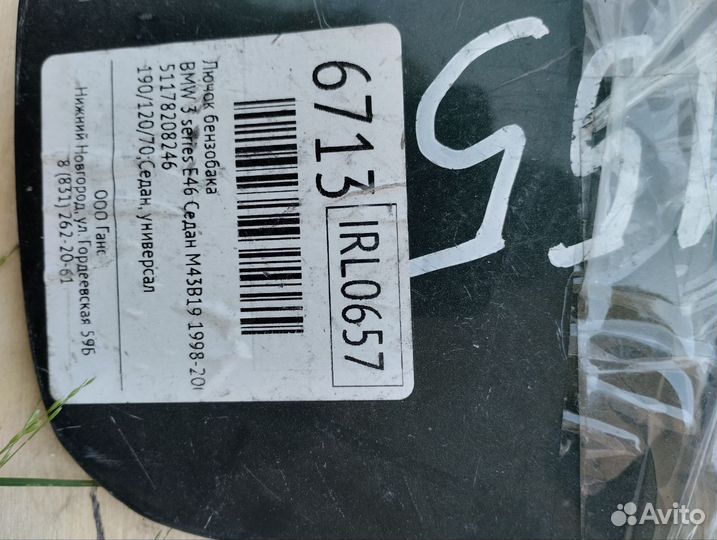 6713 IRL0657
Лючок бензобака
BMW 3 series E46 Седан M43B19 1998-200
51178208246
190/120/70,Седан, универсал
ООО Ганс
Нижний Новгород, ул. Гордеевская 59Б
8 (831) 262-20-61
Avito